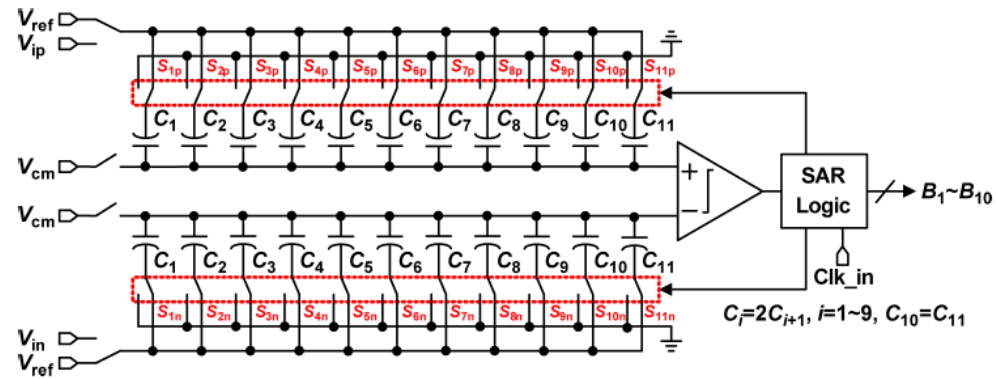 Vref
Vip
S1p S2p S3p S4p S5p S6p S7p S8p S9p S10p S11p
C1 C2 C3 C4 C5 C6 C7 C8 C9 C10 C11
Vcm
+
SAR
Logic
B1~B10
−
Vcm
C1 C2 C3 C4 C5 C6 C7 C8 C9 C10 C11
Clk_in
S1n S2n S3n S4n S5n S6n S7n S8n S9n S10n S11n
Ci=2Ci+1, i=1~9, C10=C11
Vin
Vref